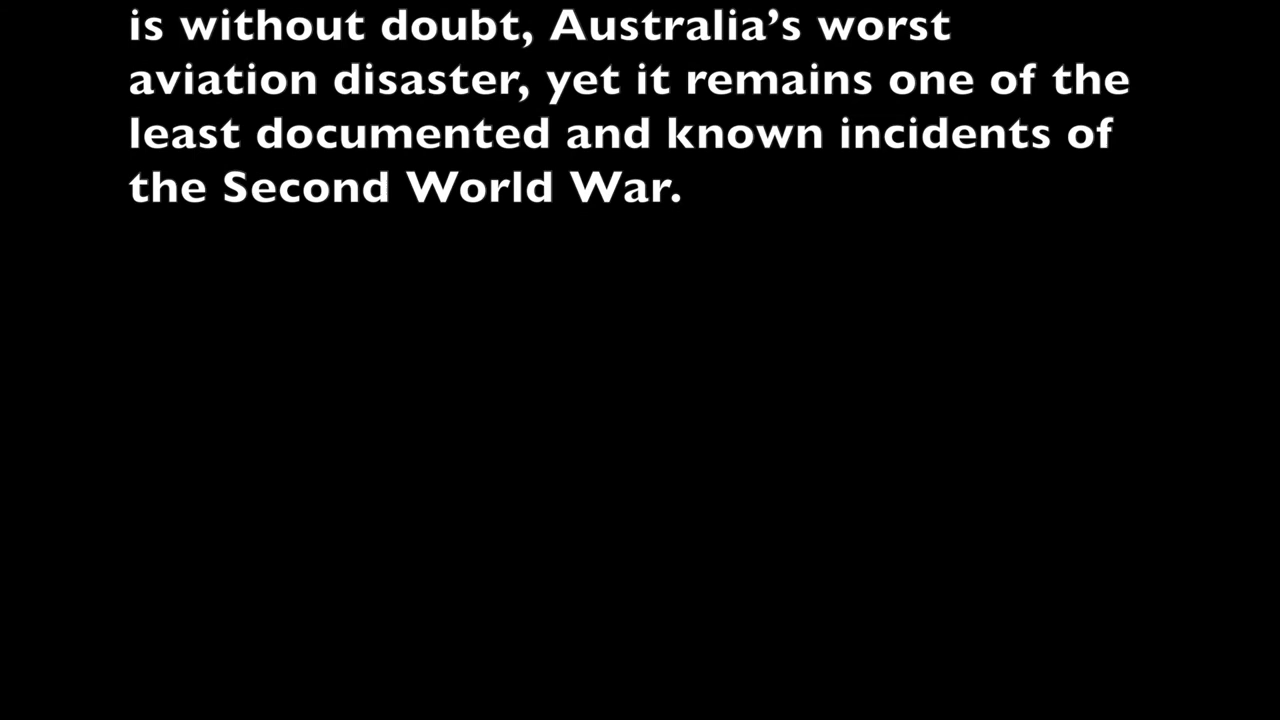 is without doubt, Australia’s worst
aviation disaster, yet it remains one of the
least documented and known incidents of
the Second World War.